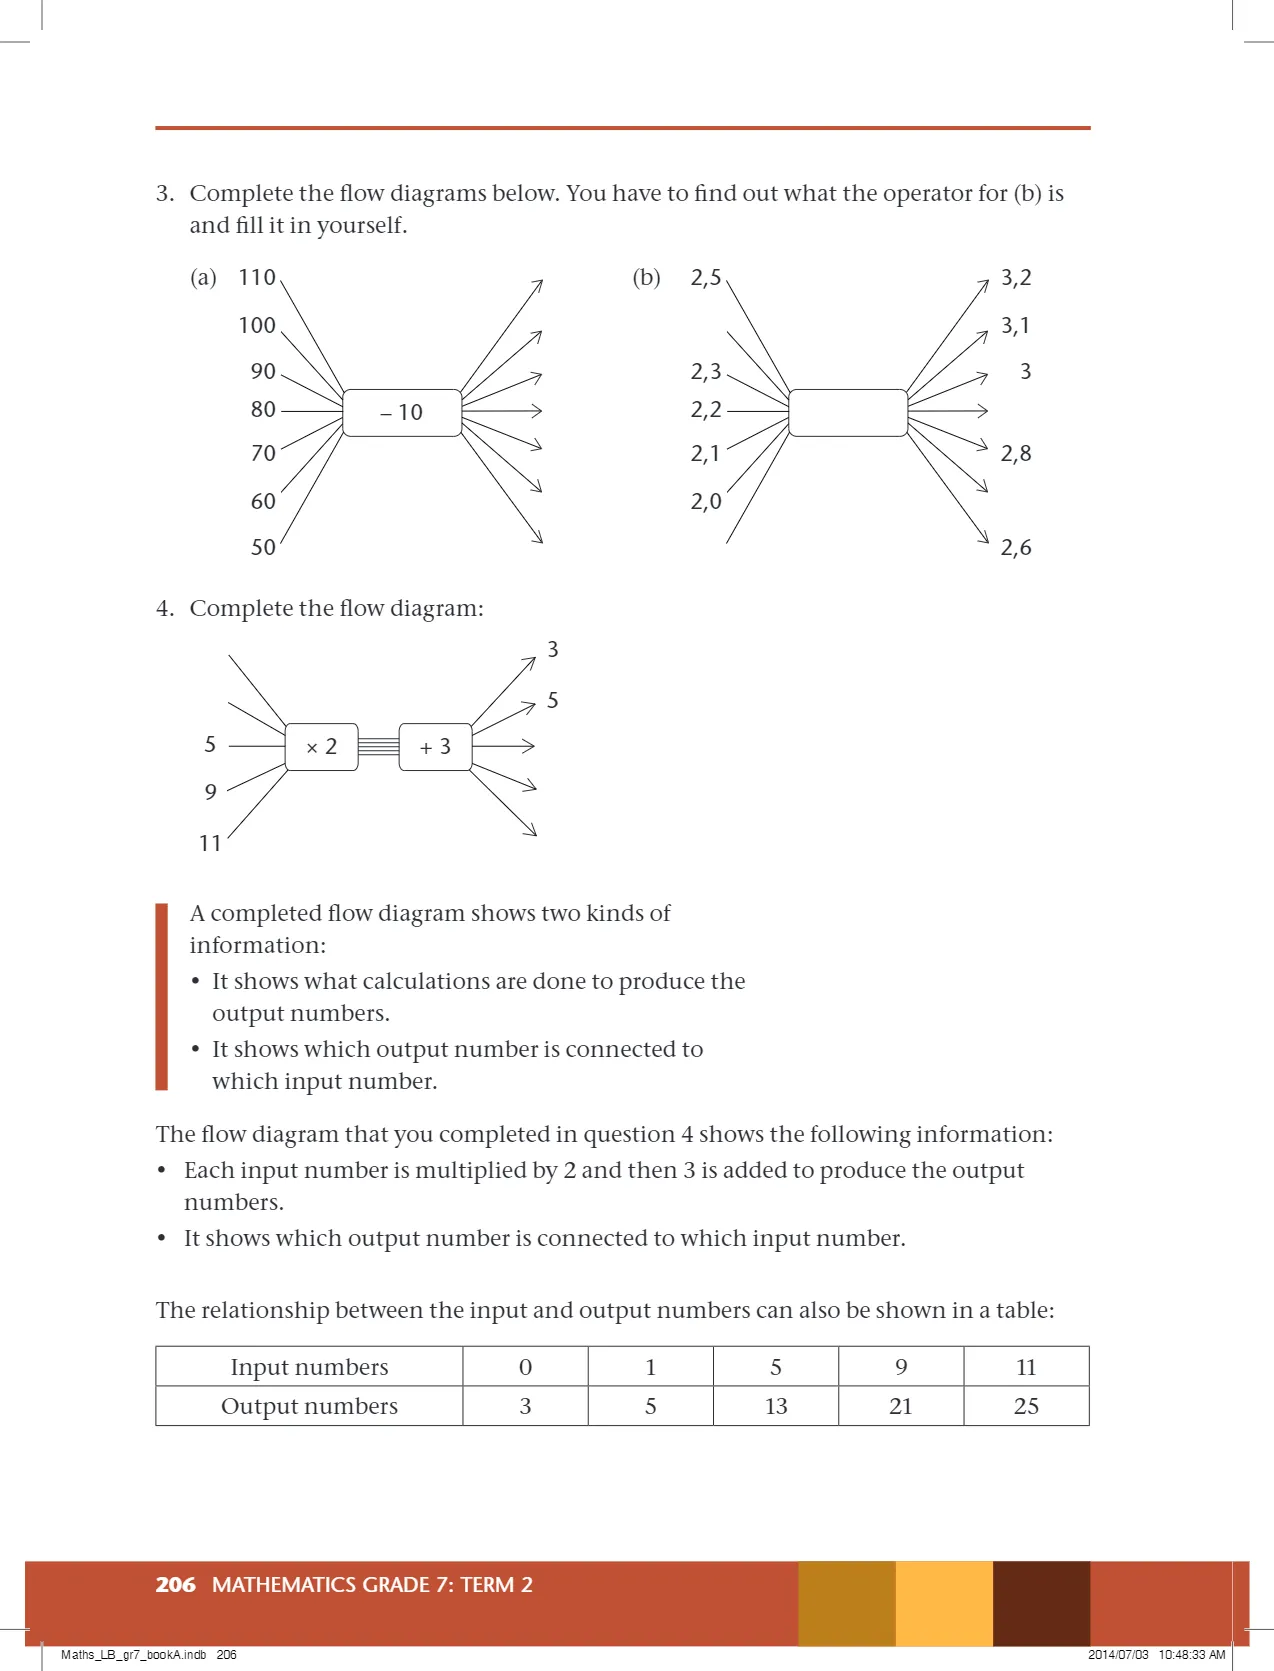 3. Complete the flow diagrams below. You have to find out what the operator for (b) is
and fill it in yourself.
(a) 110
100
90
80
70
60
50
– 10
(b) 2,5
2,3
2,2
2,1
2,0
3,2
3,1
3
2,8
2,6
4. Complete the flow diagram:
5
9
11
× 2
+ 3
3
5
A completed flow diagram shows two kinds of
information:
• It shows what calculations are done to produce the
output numbers.
• It shows which output number is connected to
which input number.
The flow diagram that you completed in question 4 shows the following information:
• Each input number is multiplied by 2 and then 3 is added to produce the output
numbers.
• It shows which output number is connected to which input number.
The relationship between the input and output numbers can also be shown in a table:
Input numbers 0 1 5 9 11
Output numbers 3 5 13 21 25
206 MATHEMATICS GRADE 7: TERM 2
Maths_LB_gr7_bookA.indb 206
2014/07/03 10:48:33 AM